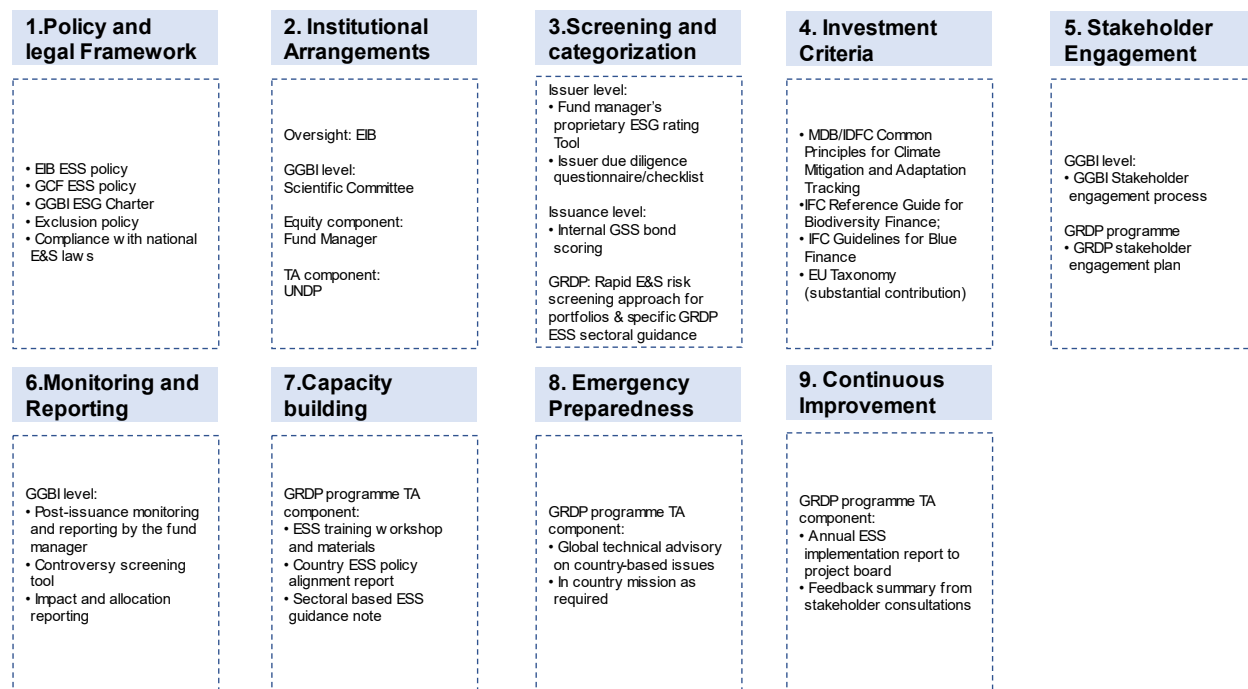 1.Policy and
legal Framework
• EIB ESS policy
• GCF ESS policy
• GGBI ESG Charter
• Exclusion policy
• Compliance with national
E&S laws
2. Institutional
Arrangements
Oversight: EIB
GGBI level:
Scientific Committee
Equity component:
Fund Manager
TA component:
UNDP
3.Screening and
categorization
Issuer level:
• Fund manager's
proprietary ESG rating
Tool
• Issuer due diligence
questionnaire/checklist
Issuance level:
• Internal GSS bond
scoring
GRDP: Rapid E&S risk
screening approach for
portfolios & specific GRDP
ESS sectoral guidance
4. Investment
Criteria
• MDB/IDFC Common
Principles for Climate
Mitigation and Adaptation
Tracking
•IFC Reference Guide for
Biodiversity Finance;
• IFC Guidelines for Blue
Finance
• EU Taxonomy
(substantial contribution)
5. Stakeholder
Engagement
GGBI level:
• GGBI Stakeholder
engagement process
GRDP programme
• GRDP stakeholder
engagement plan
6.Monitoring and
Reporting
GGBI level:
• Post-issuance monitoring
and reporting by the fund
manager
• Controversy screening
tool
• Impact and allocation
reporting
7.Capacity
building
GRDP programme TA
component:
• ESS training workshop
and materials
• Country ESS policy
alignment report
• Sectoral based ESS
guidance note
8. Emergency
Preparedness
GRDP programme TA
component:
• Global technical advisory
on country-based issues
• In country mission as
required
9. Continuous
Improvement
GRDP programme TA
component:
• Annual ESS
implementation report to
project board
• Feedback summary from
stakeholder consultations